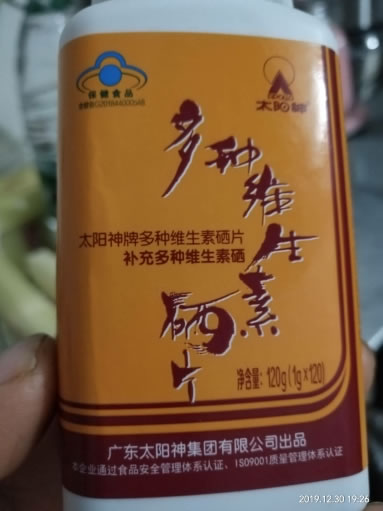 保健食品
太阳神
多种维生素硒片
太阳神牌多种维生素硒片
补充多种维生素硒
净含量：120g(1g×120)
广东太阳神集团有限公司出品
本企业通过食品安全管理体系认证、ISO9001质量管理体系认证
2019.12.30 19:26